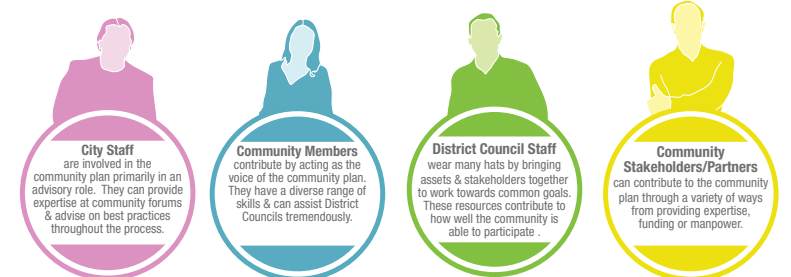 City Staff
are involved in the
community plan primarily in an
advisory role. They can provide
expertise at community forums
& advise on best practices
throughout the process.
Community Members
contribute by acting as the
voice of the community plan.
They have a diverse range of
skills & can assist District
Councils tremendously.
District Council Staff
wear many hats by bringing
assets & stakeholders together
to work towards common goals.
These resources contribute to
how well the community is
able to participate .
Community
Stakeholders/Partners
can contribute to the community
plan through a variety of ways
from providing expertise,
funding or manpower.